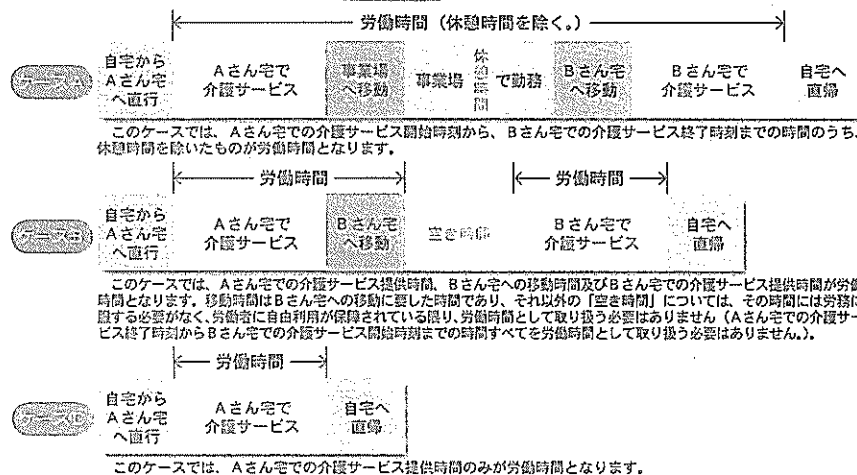 労働時間（休憩時間を除く。）
自宅から
Aさん宅
へ直行
Aさん宅で
介護サービス
事業場
へ移動
事業場
休憩時間
で勤務
Bさん宅
へ移動
Bさん宅で
介護サービス
自宅へ
直帰
このケースでは、Aさん宅での介護サービス開始時刻から、Bさん宅での介護サービス終了時刻までの時間のうち、
休憩時間を除いたものが労働時間となります。
労働時間
労働時間
自宅から
Aさん宅
へ直行
Aさん宅で
介護サービス
Bさん宅
へ移動
空き時間
Bさん宅で
介護サービス
自宅へ
直帰
このケースでは、Aさん宅での介護サービス提供時間、Bさん宅への移動時間及びBさん宅での介護サービス提供時間が労働
時間となります。移動時間はBさん宅への移動に要した時間であり、それ以外の「空き時間」については、その時間には労務に
服する必要がなく、労働者に自由利用が保障されている限り、労働時間として取り扱う必要はありません（Aさん宅での介護サー
ビス終了時刻からBさん宅での介護サービス開始時刻までの時間すべてを労働時間として取り扱う必要はありません。）。
労働時間
自宅から
Aさん宅
へ直行
Aさん宅で
介護サービス
自宅へ
直帰
このケースでは、Aさん宅での介護サービス提供時間のみが労働時間となります。